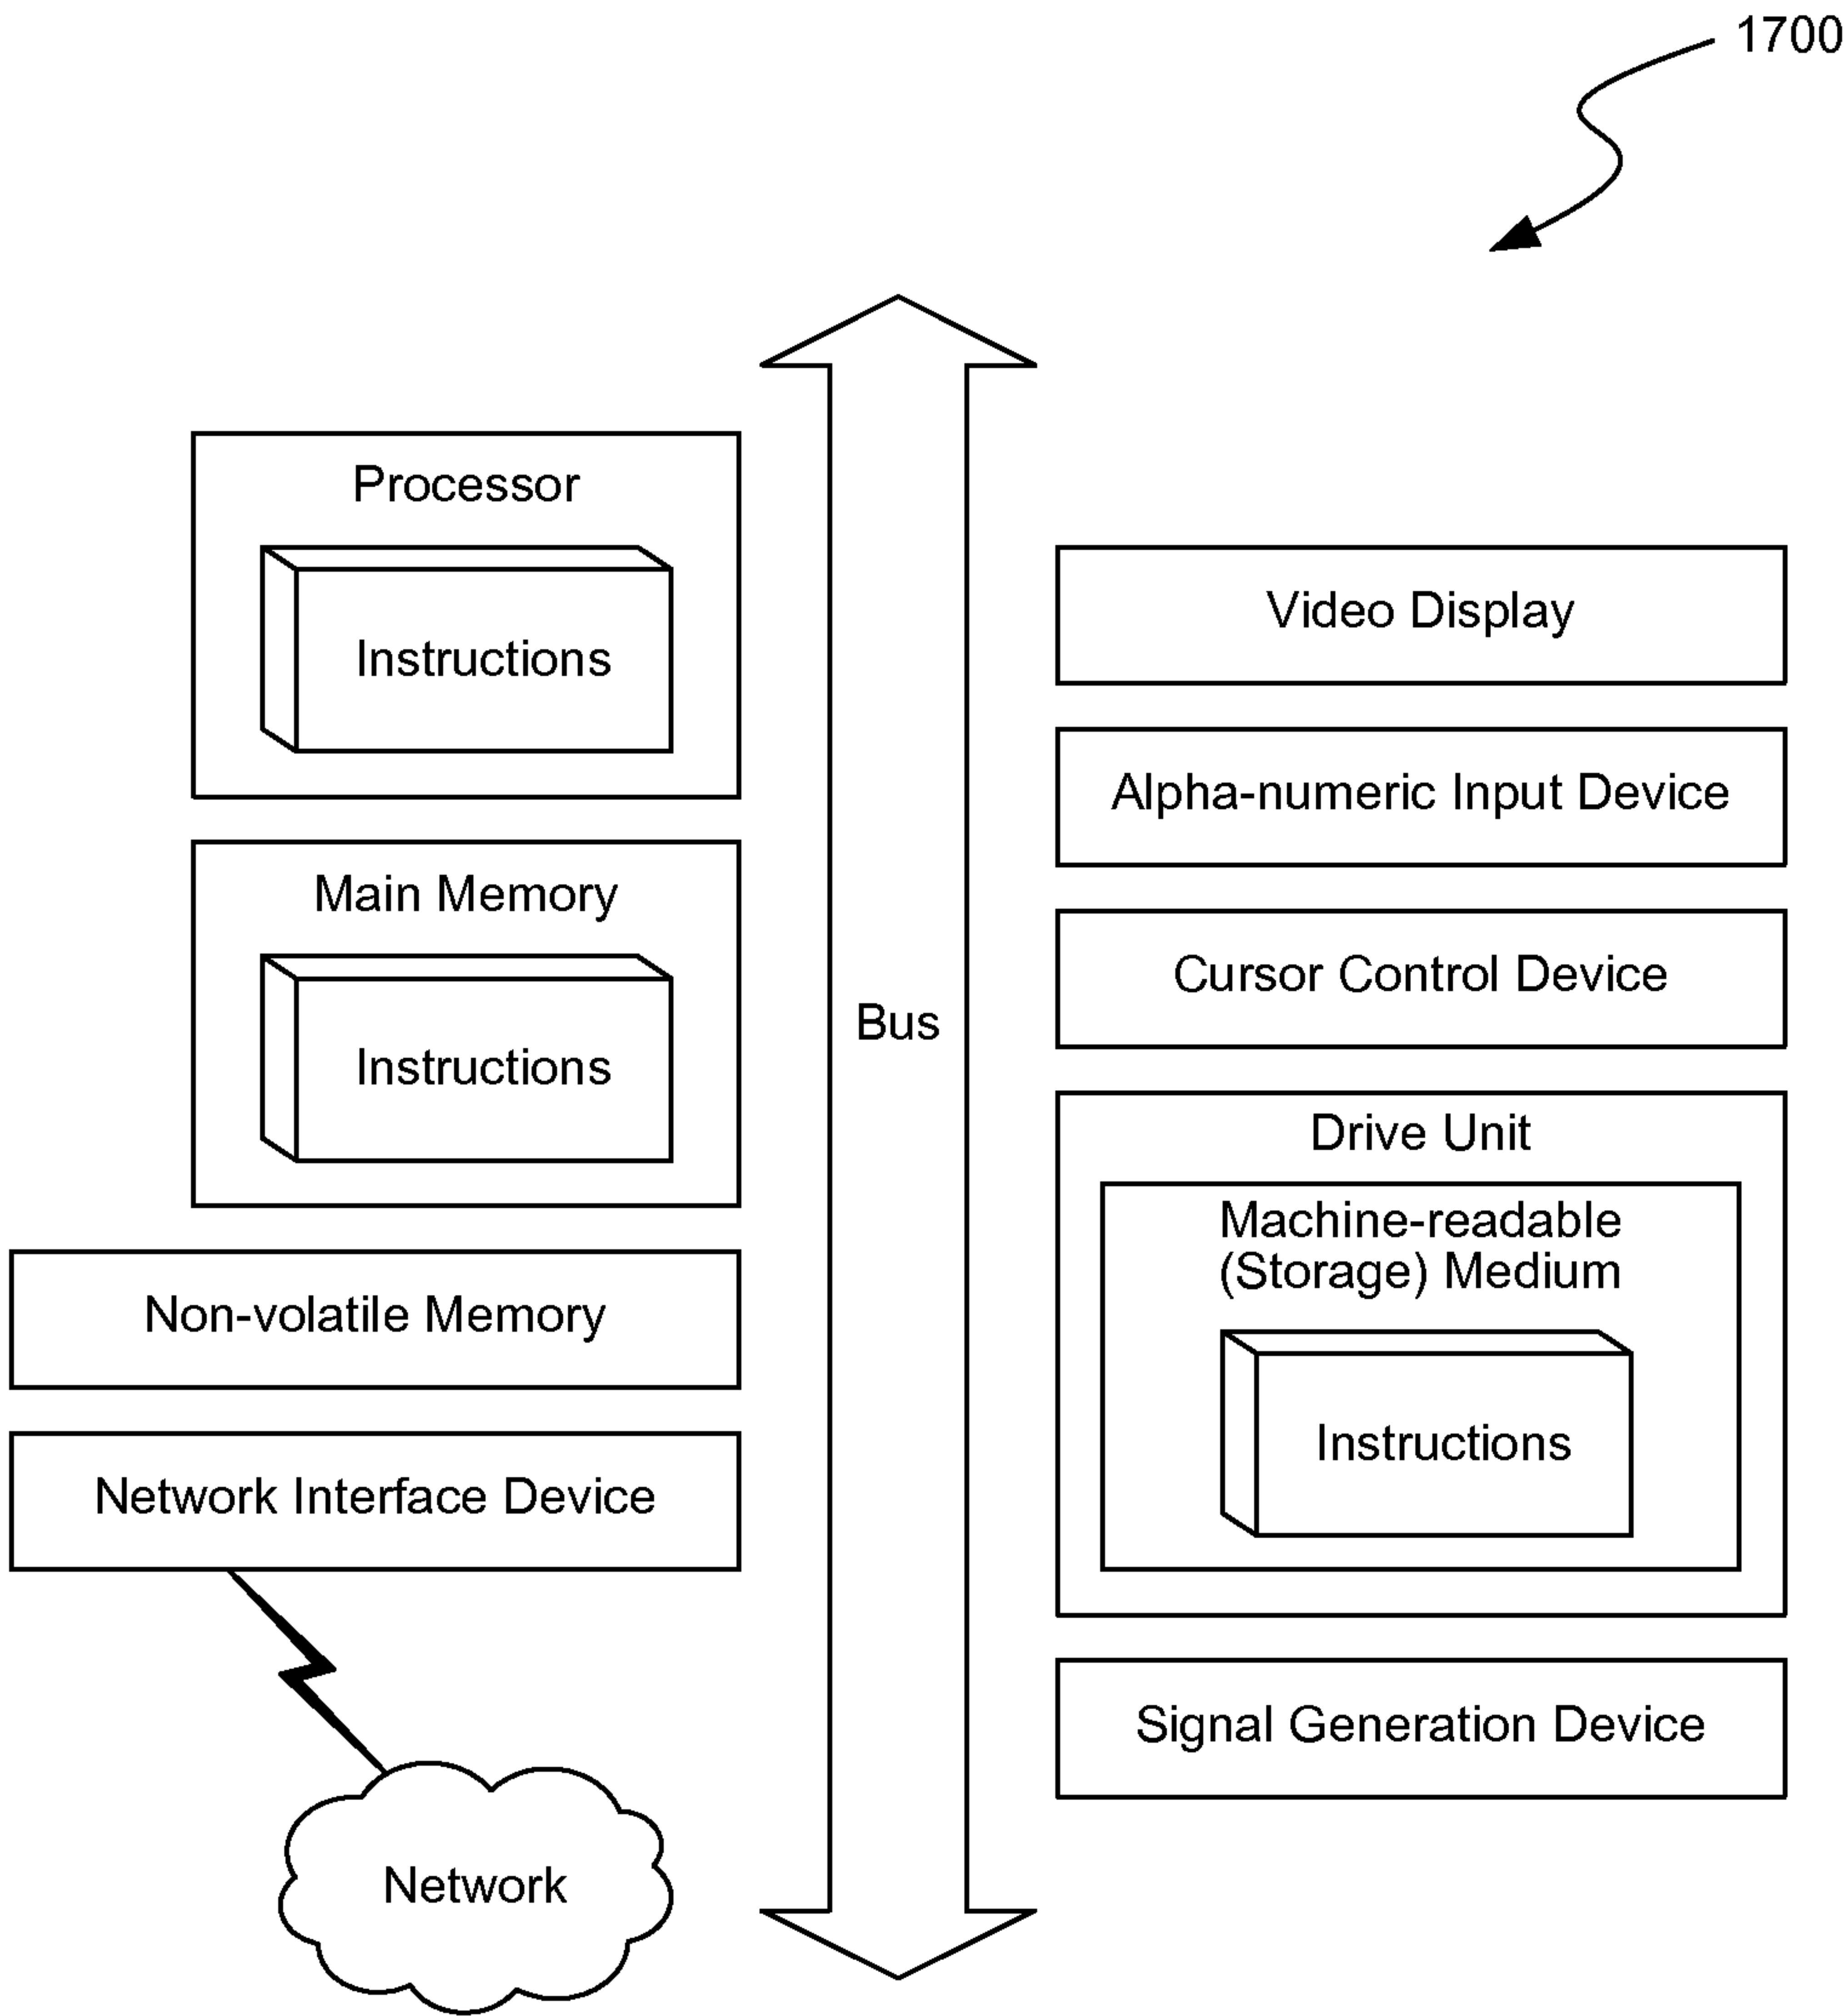 1700
Processor
Instructions
Main Memory
Instructions
Non-volatile Memory
Network Interface Device
Network
Bus
Video Display
Alpha-numeric Input Device
Cursor Control Device
Drive Unit
Machine-readable
(Storage) Medium
Instructions
Signal Generation Device